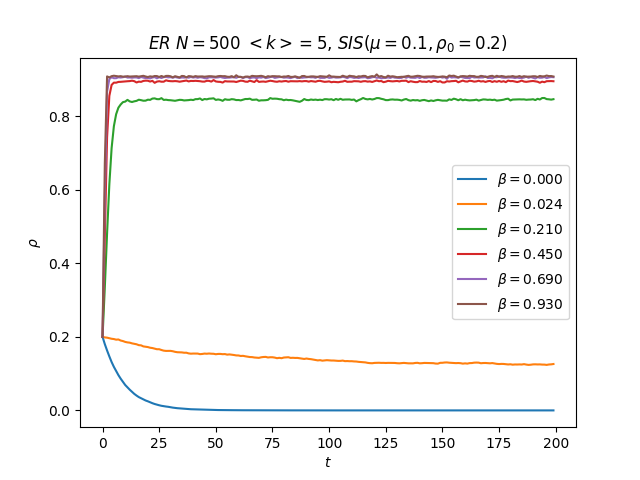 ER N = 500 < k >= 5, SIS(μ = 0.1, ρ₀ = 0.2)
ρ
0.8
0.6
0.4
0.2
0.0
β = 0.000
β = 0.024
β = 0.210
β = 0.450
β = 0.690
β = 0.930
0 25 50 75 100 125 150 175 200
t